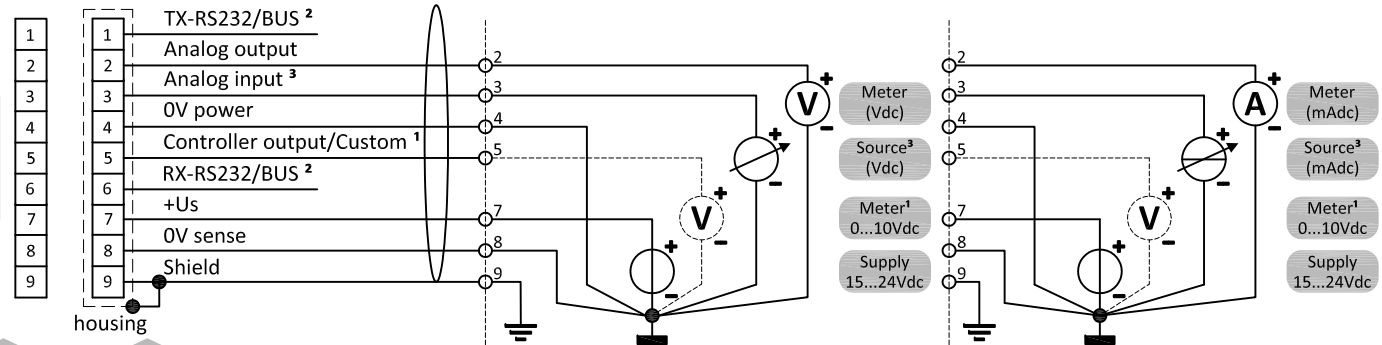 1
2
3
4
5
6
7
8
9
1
2
3
4
5
6
7
8
9
TX-RS232/BUS ²
Analog output
Analog input ³
0V power
Controller output/Custom ¹
RX-RS232/BUS ²
+Us
0V sense
Shield
housing
2
3
4
5
7
8
9
V
+
-
+
-
V
+
-
+
-
Meter
(Vdc)
Source³
(Vdc)
Meter¹
0...10Vdc
Supply
15...24Vdc
2
3
4
5
7
8
9
A
+
-
+
-
V
+
-
+
-
Meter
(mAdc)
Source³
(mAdc)
Meter¹
0...10Vdc
Supply
15...24Vdc